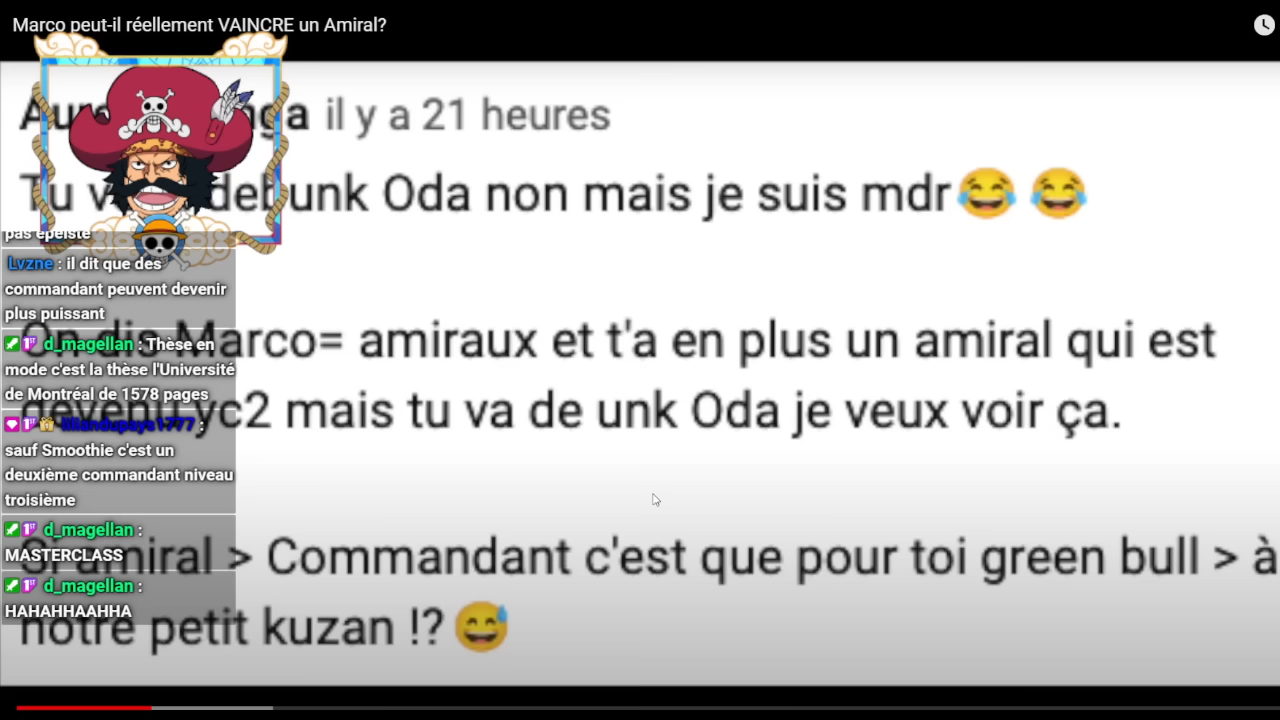 Marco peut-il réellement VAINCRE un Amiral?
il y a 21 heures
unk Oda non mais je suis mdr😂 😂
pas épéiste
Lvzne : il dit que des
commandant peuvent devenir
plus puissant
On dis Marco= amiraux et t'a en plus un amiral qui est
d_magellan : Thèse en
mode c'est la thèse l'Université
de Montréal de 1578 pages
yc2 mais tu va de unk Oda je veux voir ça.
sauf Smoothie c'est un
deuxième commandant niveau
troisième
d_magellan :
MASTERCLASS
Si amiral > Commandant c'est que pour toi green bull > à
d_magellan :
HAHAHHAAHHA
notre petit kuzan !? 😅